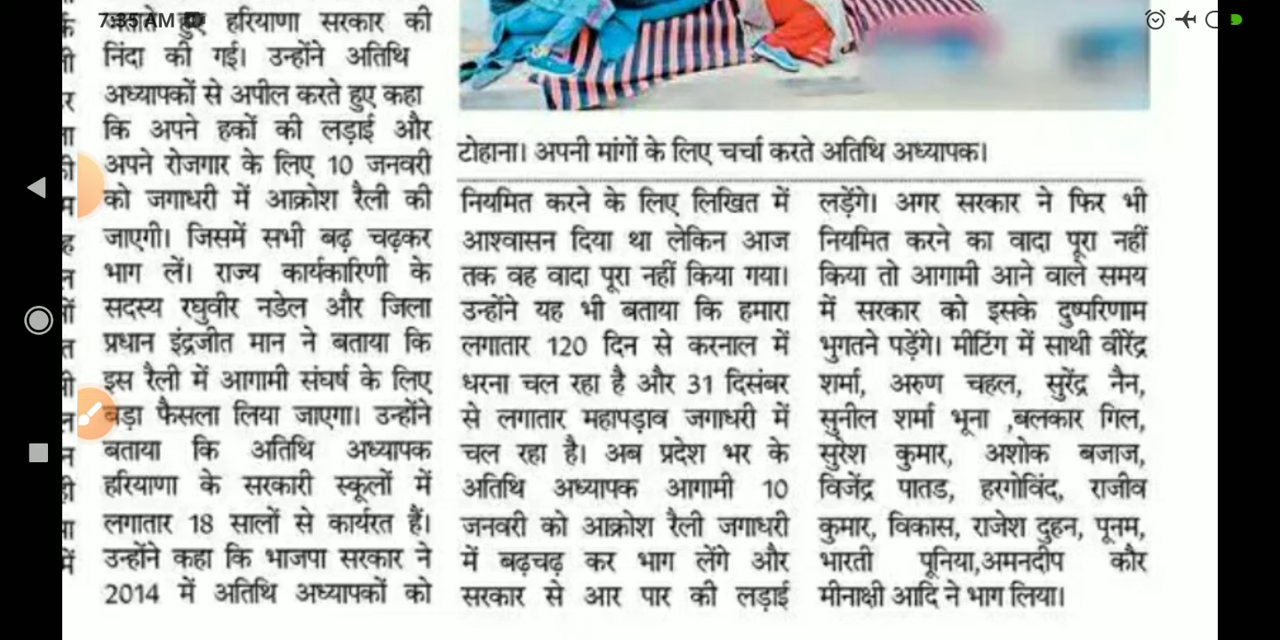 7:35 AM
हुए हरियाणा सरकार की
निंदा की गई। उन्होंने अतिथि
अध्यापकों से अपील करते हुए कहा
कि अपने हकों की लड़ाई और
अपने रोजगार के लिए 10 जनवरी
को जगाधरी में आक्रोश रैली की
जाएगी। जिसमें सभी बढ़ चढ़कर
भाग लें। राज्य कार्यकारिणी के
सदस्य रघुवीर नडेल और जिला
प्रधान इंद्रजीत मान ने बताया कि
इस रैली में आगामी संघर्ष के लिए
बड़ा फैसला लिया जाएगा। उन्होंने
बताया कि अतिथि अध्यापक
हरियाणा के सरकारी स्कूलों में
लगातार 18 सालों से कार्यरत हैं।
उन्होंने कहा कि भाजपा सरकार ने
2014 में अतिथि अध्यापकों को
टोहाना। अपनी मांगों के लिए चर्चा करते अतिथि अध्यापक।
नियमित करने के लिए लिखित में
आश्वासन दिया था लेकिन आज
तक वह वादा पूरा नहीं किया गया।
उन्होंने यह भी बताया कि हमारा
लगातार 120 दिन से करनाल में
धरना चल रहा है और 31 दिसंबर
से लगातार महापड़ाव जगाधरी में
चल रहा है। अब प्रदेश भर के
अतिथि अध्यापक आगामी 10
जनवरी को आक्रोश रैली जगाधरी
में बढ़चढ़ कर भाग लेंगे और
सरकार से आर पार की लड़ाई
लड़ेंगे। अगर सरकार ने फिर भी
नियमित करने का वादा पूरा नहीं
किया तो आगामी आने वाले समय
में सरकार को इसके दुष्परिणाम
भुगतने पड़ेंगे। मीटिंग में साथी वीरेंद्र
शर्मा, अरुण चहल, सुरेंद्र नैन,
सुनील शर्मा भूना ,बलकार गिल,
सुरेश कुमार, अशोक बजाज,
विजेंद्र पातड, हरगोविंद, राजीव
कुमार, विकास, राजेश दुहन, पूनम,
भारती पूनिया,अमनदीप कौर
मीनाक्षी आदि ने भाग लिया।